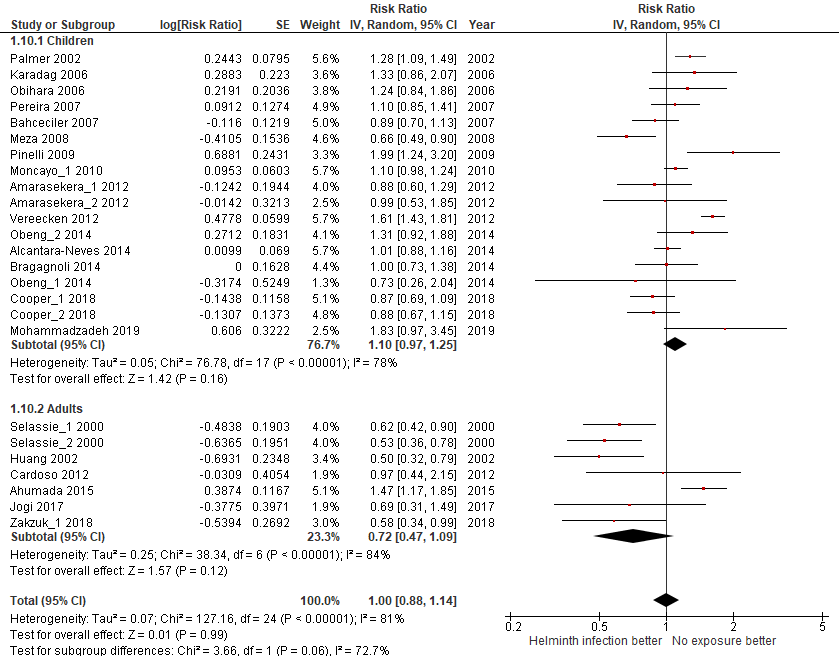 Risk Ratio Risk Ratio
Study or Subgroup log[Risk Ratio] SE Weight IV, Random, 95% CI Year IV, Random, 95% CI
1.10.1 Children
Palmer 2002 0.2443 0.0795 5.6% 1.28 [1.09, 1.49] 2002
Karadag 2006 0.2883 0.223 3.6% 1.33 [0.86, 2.07] 2006
Obihara 2006 0.2191 0.2036 3.8% 1.24 [0.84, 1.86] 2006
Pereira 2007 0.0912 0.1274 4.9% 1.10 [0.85, 1.41] 2007
Bahceciler 2007 -0.116 0.1219 5.0% 0.89 [0.70, 1.13] 2007
Meza 2008 -0.4105 0.1536 4.5% 0.66 [0.49, 0.90] 2008
Pinelli 2009 0.6881 0.2431 3.3% 1.99 [1.24, 3.20] 2009
Moncayo_1 2010 0.0953 0.0603 5.8% 1.10 [0.98, 1.24] 2010
Amarasekera_1 2012 -0.1242 0.1944 4.0% 0.88 [0.60, 1.29] 2012
Amarasekera_2 2012 -0.0142 0.3213 2.5% 0.99 [0.53, 1.85] 2012
Vereecken 2012 0.4778 0.0599 5.8% 1.61 [1.43, 1.81] 2012
Obeng_2 2014 0.2712 0.1831 4.1% 1.31 [0.92, 1.88] 2014
Alcantara-Neves 2014 0.0099 0.069 5.7% 1.01 [0.88, 1.16] 2014
Bragagnoli 2014 0 0.1628 4.4% 1.00 [0.73, 1.38] 2014
Obeng_1 2014 -0.3174 0.5249 1.3% 0.73 [0.26, 2.04] 2014
Cooper_1 2018 -0.1438 0.1158 5.1% 0.87 [0.69, 1.09] 2018
Cooper_2 2018 -0.1307 0.1373 4.8% 0.88 [0.67, 1.15] 2018
Mohammadzadeh 2019 0.606 0.3222 2.5% 1.83 [0.97, 3.45] 2019
Subtotal (95% CI) 76.7% 1.10 [0.97, 1.25]
Heterogeneity: Tau² = 0.05; Chi² = 76.78, df = 17 (P < 0.00001); I² = 78%
Test for overall effect: Z = 1.42 (P = 0.16)
1.10.2 Adults
Selassie_1 2000 -0.4838 0.1903 4.0% 0.62 [0.42, 0.90] 2000
Selassie_2 2000 -0.6365 0.1951 4.0% 0.53 [0.36, 0.78] 2000
Huang 2002 -0.6931 0.2348 3.4% 0.50 [0.32, 0.79] 2002
Cardoso 2012 -0.0309 0.4054 1.9% 0.97 [0.44, 2.15] 2012
Ahumada 2015 0.3874 0.1167 5.1% 1.47 [1.17, 1.85] 2015
Jogi 2017 -0.3775 0.3971 1.9% 0.69 [0.31, 1.49] 2017
Zakzuk_1 2018 -0.5394 0.2692 3.0% 0.58 [0.34, 0.99] 2018
Subtotal (95% CI) 23.3% 0.72 [0.47, 1.09]
Heterogeneity: Tau² = 0.25; Chi² = 38.34, df = 6 (P < 0.00001); I² = 84%
Test for overall effect: Z = 1.57 (P = 0.12)
Total (95% CI) 100.0% 1.00 [0.88, 1.14]
Heterogeneity: Tau² = 0.07; Chi² = 127.16, df = 24 (P < 0.00001); I² = 81%
Test for overall effect: Z = 0.01 (P = 0.99)
Test for subgroup differences: Chi² = 3.66, df = 1 (P = 0.06), I² = 72.7%
0.2 0.5 1 2 5
Helminth infection better No exposure better